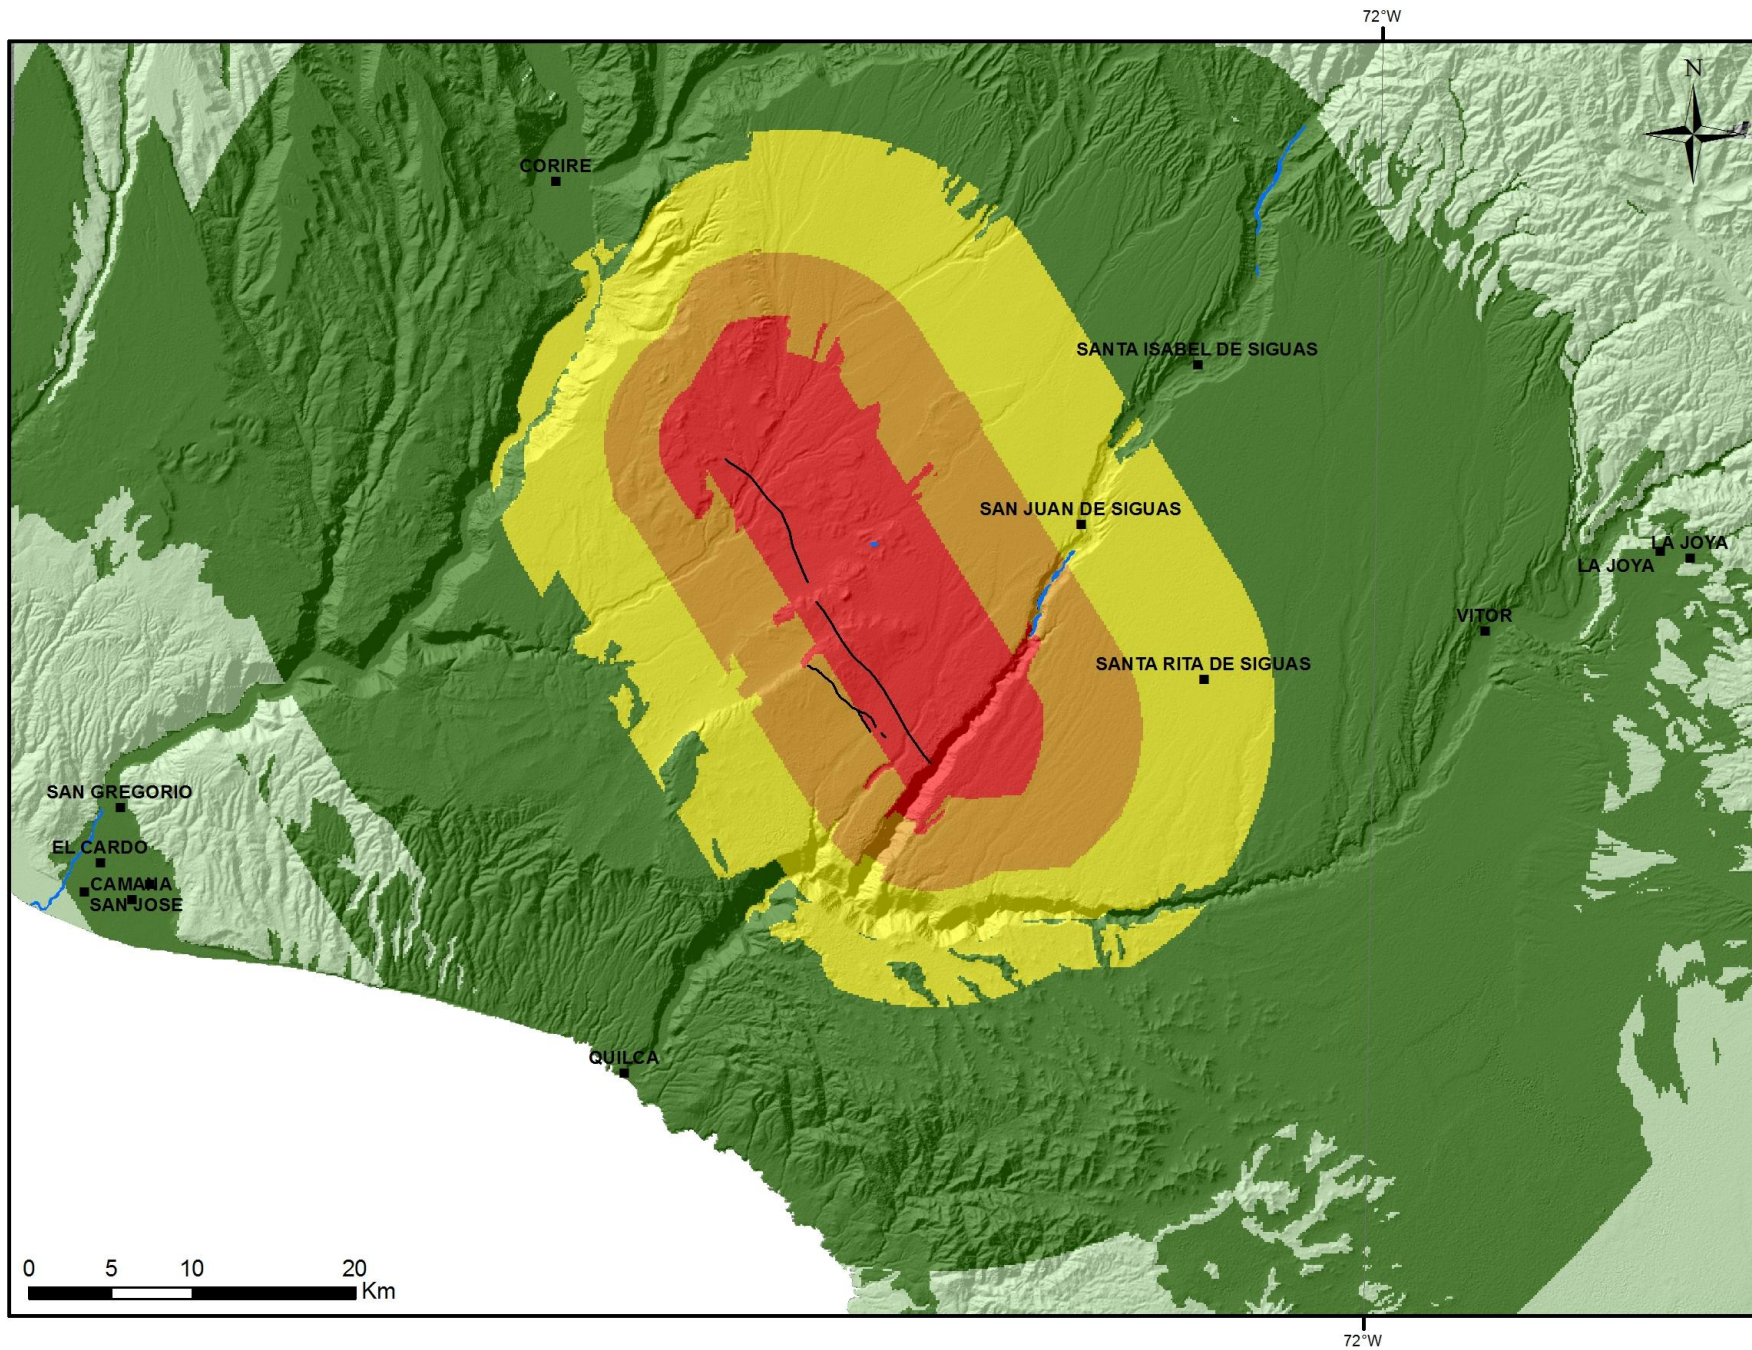 72°W
N
CORIRE
SANTA ISABEL DE SIGUAS
SAN JUAN DE SIGUAS
LA JOYA
LA JOYA
VITOR
SANTA RITA DE SIGUAS
SAN GREGORIO
EL CARDO
CAMANA
SAN JOSE
QUILCA
0 5 10 20
Km
72°W